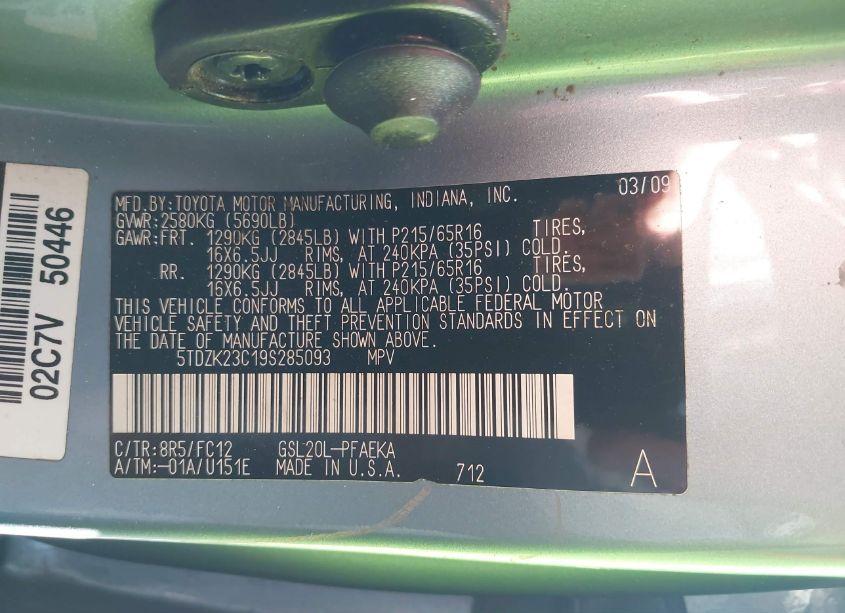 MFD.BY:TOYOTA MOTOR MANUFACTURING, INDIANA, INC. 03/09
GVWR:2580KG (5690LB)
GAWR:FRT. 1290KG (2845LB) WITH P215/65R16 TIRES,
16X6.5JJ RIMS, AT 240KPA (35PSI) COLD.
RR. 1290KG (2845LB) WITH P215/65R16 TIRES,
16X6.5JJ RIMS, AT 240KPA (35PSI) COLD.
THIS VEHICLE CONFORMS TO ALL APPLICABLE FEDERAL MOTOR
VEHICLE SAFETY AND THEFT PREVENTION STANDARDS IN EFFECT ON
THE DATE OF MANUFACTURE SHOWN ABOVE.
5TDZK23C19S285093 MPV
C/TR:8R5/FC12 GSL20L-PFAEKA
A/TM:-01A/U151E MADE IN U.S.A. 712 A
02C7V 50446